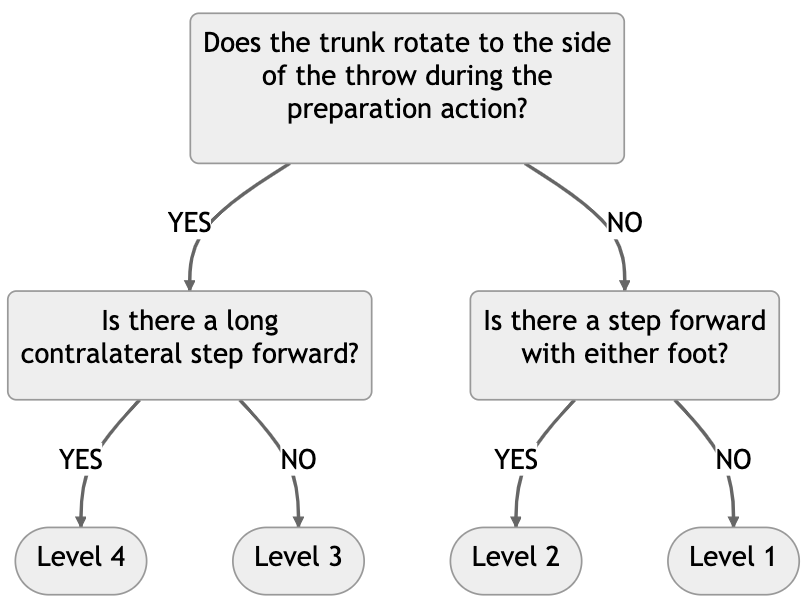 Does the trunk rotate to the side
of the throw during the
preparation action?
YES
NO
Is there a long
contralateral step forward?
Is there a step forward
with either foot?
YES
NO
YES
NO
Level 4
Level 3
Level 2
Level 1